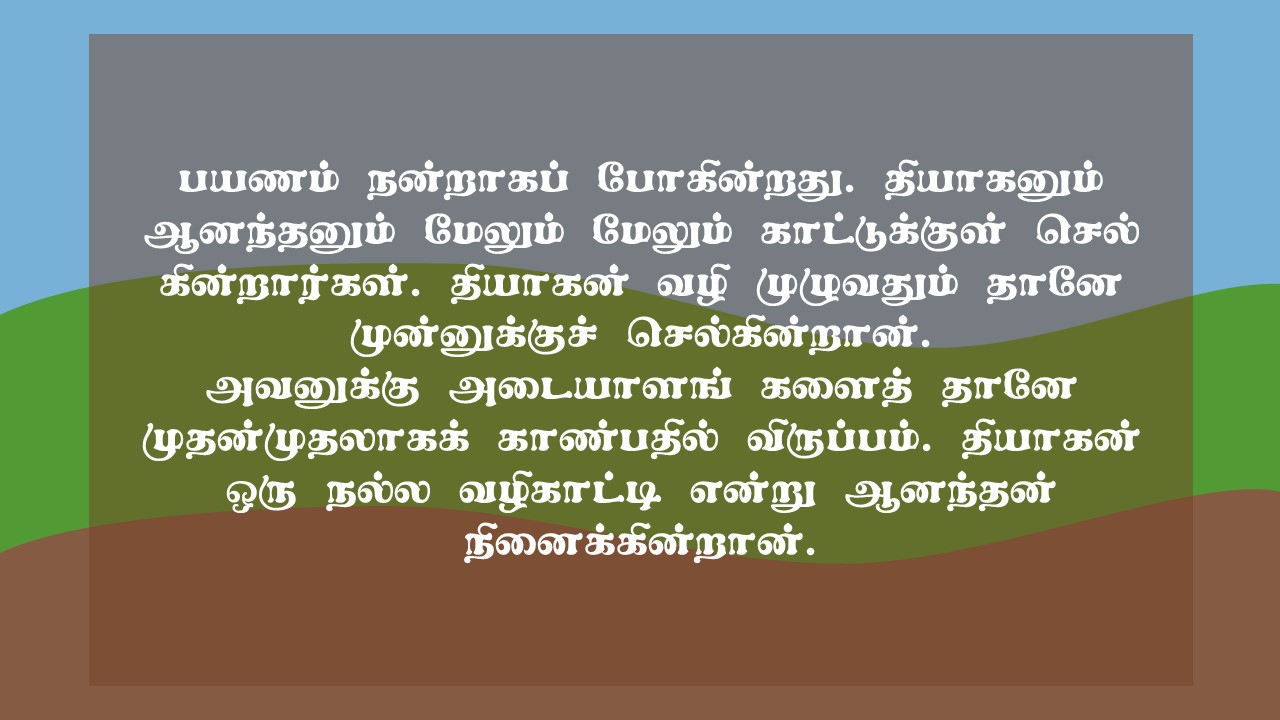 பயணம் நன்றாகப் போகின்றது. தியாகனும்
ஆனந்தனும் மேலும் மேலும் காட்டுக்குள் செல்
கின்றார்கள். தியாகன் வழி முழுவதும் தானே
முன்னுக்குச் செல்கின்றான்.
அவனுக்கு அடையாளங் களைத் தானே
முதன்முதலாகக் காண்பதில் விருப்பம். தியாகன்
ஒரு நல்ல வழிகாட்டி என்று ஆனந்தன்
நினைக்கின்றான்.